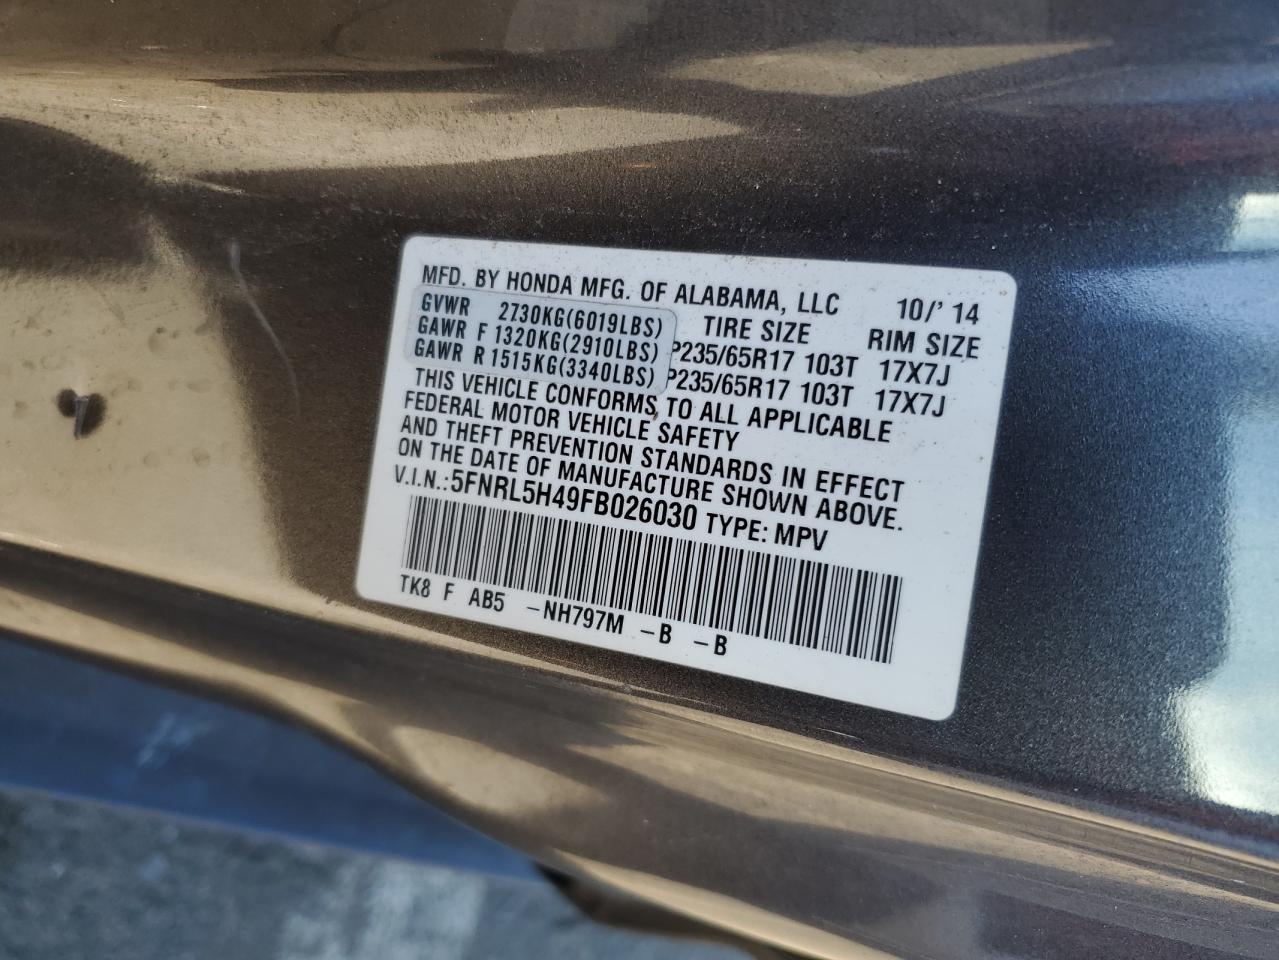 MFD. BY HONDA MFG. OF ALABAMA, LLC 10/' 14
GVWR 2730KG(6019LBS) TIRE SIZE RIM SIZE
GAWR F 1320KG(2910LBS) P235/65R17 103T 17X7J
GAWR R 1515KG(3340LBS) P235/65R17 103T 17X7J
THIS VEHICLE CONFORMS TO ALL APPLICABLE
FEDERAL MOTOR VEHICLE SAFETY
AND THEFT PREVENTION STANDARDS IN EFFECT
ON THE DATE OF MANUFACTURE SHOWN ABOVE.
V.I.N.:5FNRL5H49FB026030 TYPE: MPV
TK8 F AB5 -NH797M -B -B